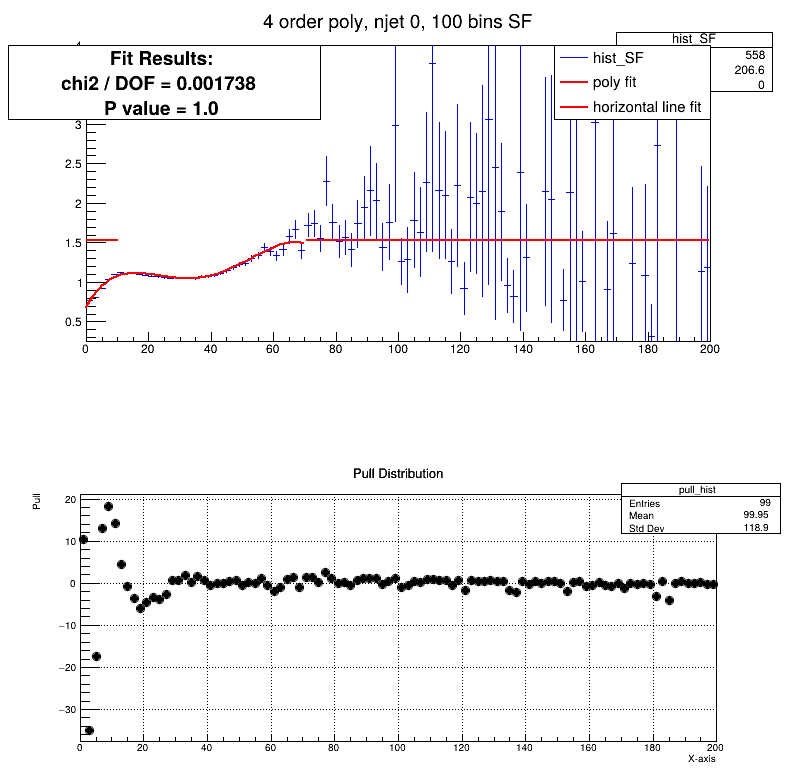 4 order poly, njet 0, 100 bins SF
hist_SF
558
206.6
0
Fit Results:
chi2 / DOF = 0.001738
P value = 1.0
hist_SF
poly fit
horizontal line fit
3
2.5
2
1.5
1
0.5
0 20 40 60 80 100 120 140 160 180 200
Pull Distribution
pull_hist
Entries 99
Mean 99.95
Std Dev 118.9
Pull
20
10
0
−10
−20
−30
0 20 40 60 80 100 120 140 160 180 200
X-axis